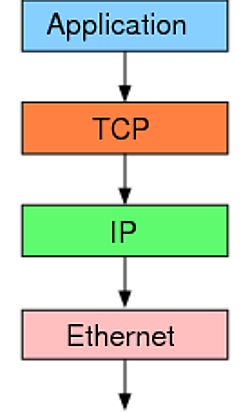 Application
TCP
IP
Ethernet